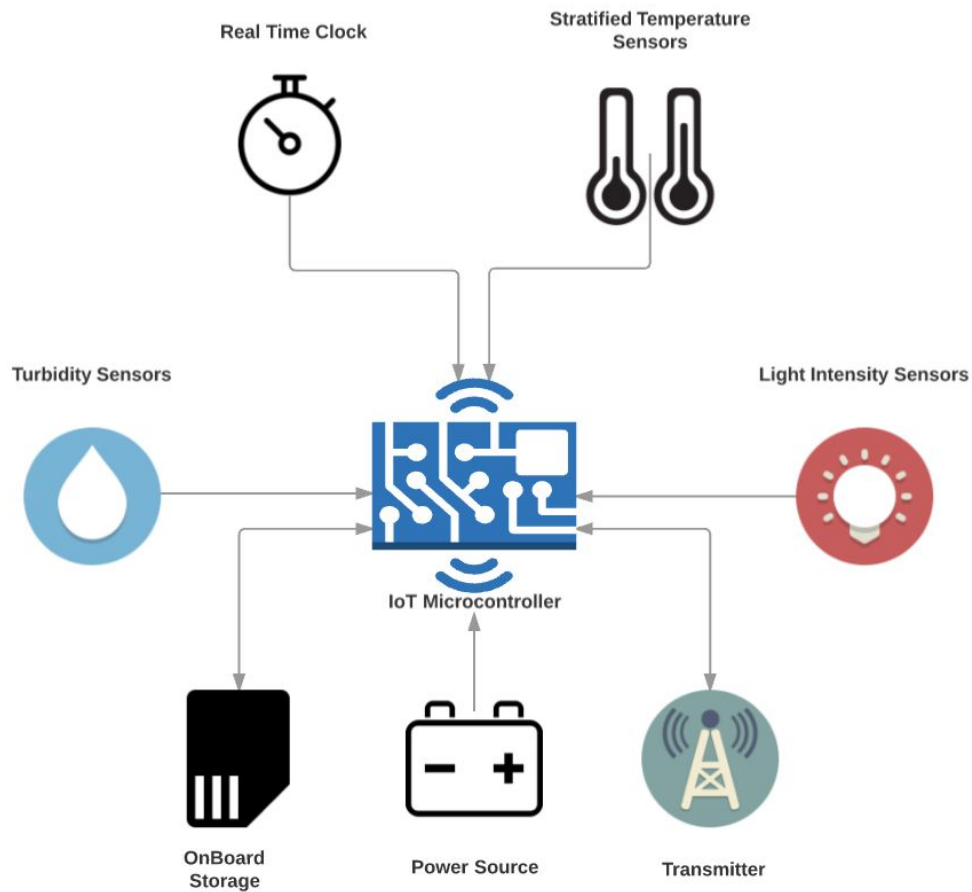 Real Time Clock
Stratified Temperature
Sensors
Turbidity Sensors
Light Intensity Sensors
IoT Microcontroller
OnBoard
Storage
Power Source
Transmitter